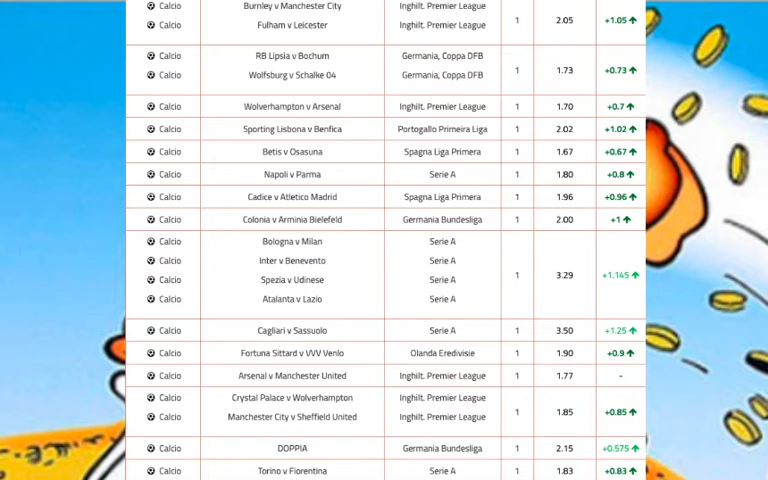 Calcio Burnley v Manchester City Inghilt. Premier League
Calcio Fulham v Leicester Inghilt. Premier League
1 2.05 +1.05
Calcio RB Lipsia v Bochum Germania, Coppa DFB
Calcio Wolfsburg v Schalke 04 Germania, Coppa DFB
1 1.73 +0.73
Calcio Wolverhampton v Arsenal Inghilt. Premier League 1 1.70 +0.7
Calcio Sporting Lisbona v Benfica Portogallo Primeira Liga 1 2.02 +1.02
Calcio Betis v Osasuna Spagna Liga Primera 1 1.67 +0.67
Calcio Napoli v Parma Serie A 1 1.80 +0.8
Calcio Cadice v Atletico Madrid Spagna Liga Primera 1 1.96 +0.96
Calcio Colonia v Arminia Bielefeld Germania Bundesliga 1 2.00 +1
Calcio Bologna v Milan Serie A
Calcio Inter v Benevento Serie A
Calcio Spezia v Udinese Serie A
Calcio Atalanta v Lazio Serie A
1 3.29 +1.145
Calcio Cagliari v Sassuolo Serie A 1 3.50 +1.25
Calcio Fortuna Sittard v VVV Venlo Olanda Eredivisie 1 1.90 +0.9
Calcio Arsenal v Manchester United Inghilt. Premier League 1 1.77 -
Calcio Crystal Palace v Wolverhampton Inghilt. Premier League
Calcio Manchester City v Sheffield United Inghilt. Premier League
1 1.85 +0.85
Calcio DOPPIA Germania Bundesliga 1 2.15 +0.575
Calcio Torino v Fiorentina Serie A 1 1.83 +0.83